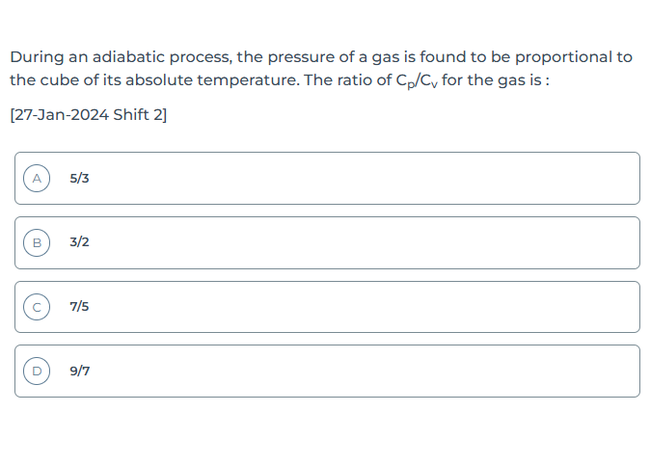 During an adiabatic process, the pressure of a gas is found to be proportional to
the cube of its absolute temperature. The ratio of Cp/Cv for the gas is :
[27-Jan-2024 Shift 2]
A 5/3
B 3/2
C 7/5
D 9/7